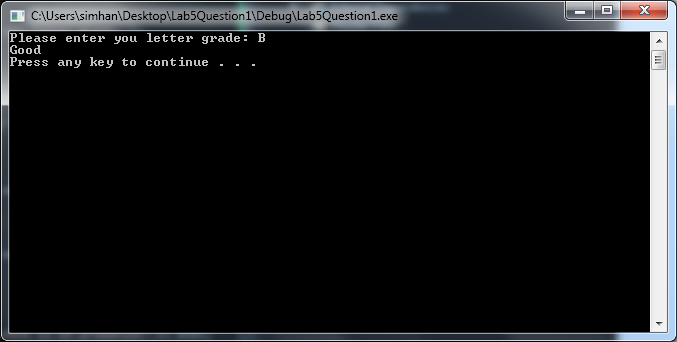 C:\Users\simhan\Desktop\Lab5Question1\Debug\Lab5Question1.exe
Please enter you letter grade: B
Good
Press any key to continue . . .